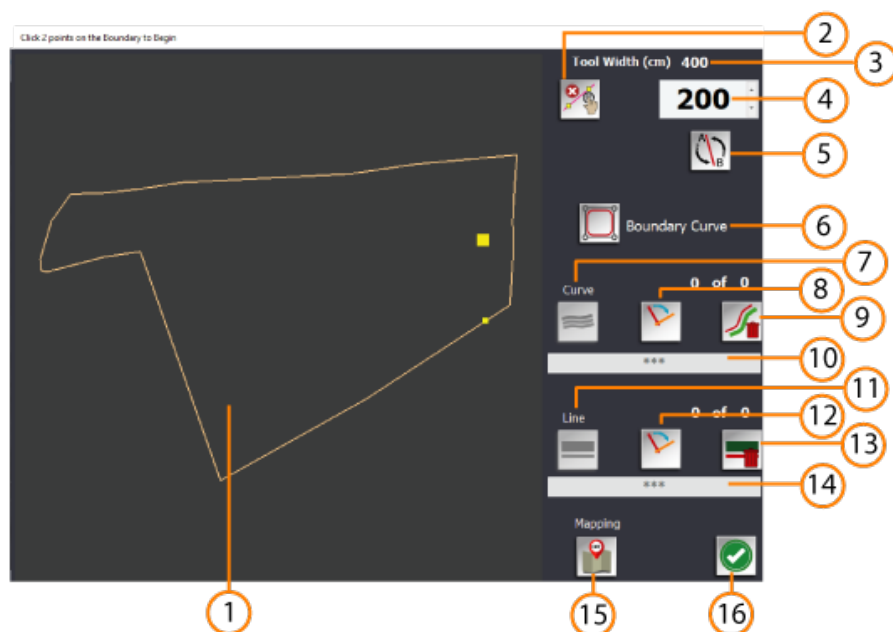 Click 2 points on the Boundary to Begin
2
Tool Width (cm) 400
3
200
4
A
B
5
Boundary Curve
6
7
0 of 0
8
Curve
9
***
10
11
0 of 0
12
Line
13
***
14
Mapping
1
15
16